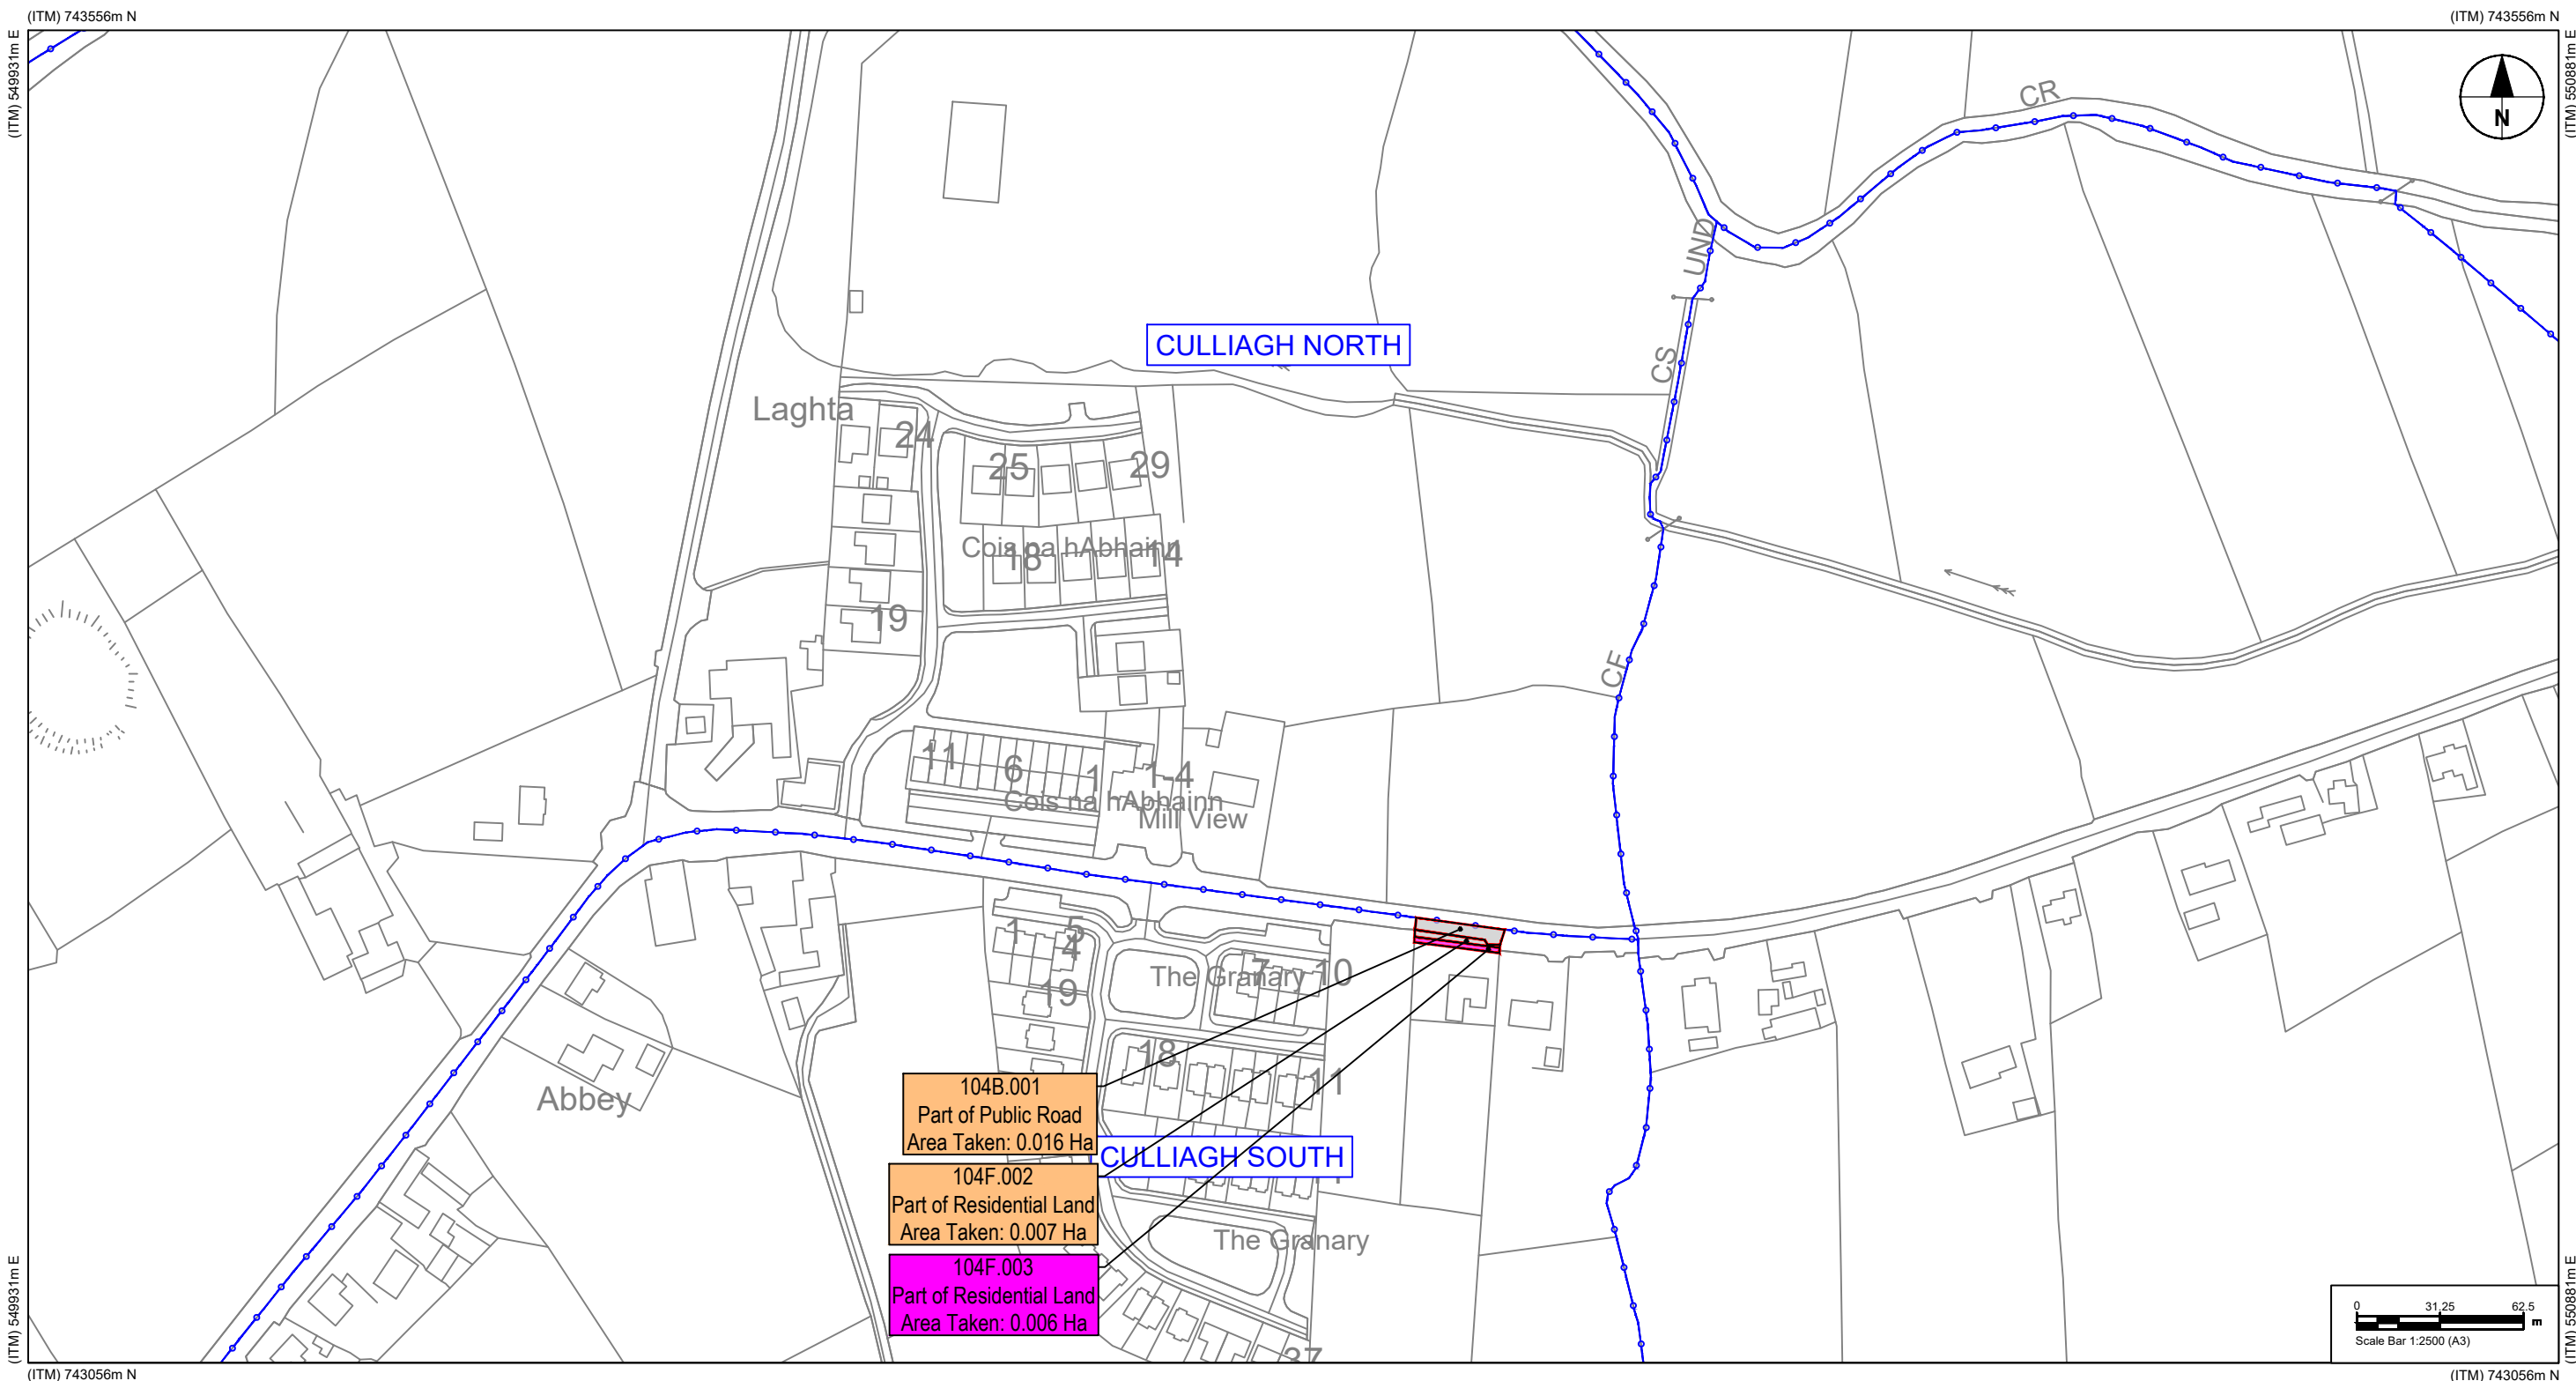 (ITM) 743556m N
(ITM) 743556m N
(ITM) 549931m E
(ITM) 550881m E
CR
N
UND
CULLIAGH NORTH
CS
Laghta
24
25
29
Cois na hAbhainn
18
14
19
CF
11
6
1
1-4
Cois na hAbhainn
Mill View
1
5
4
The Granary
7
10
19
18
11
Abbey
104B.001
Part of Public Road
Area Taken: 0.016 Ha
CULLIAGH SOUTH
104F.002
Part of Residential Land
Area Taken: 0.007 Ha
The Granary
104F.003
Part of Residential Land
Area Taken: 0.006 Ha
37
0 31.25 62.5
m
Scale Bar 1:2500 (A3)
(ITM) 549931m E
(ITM) 550881m E
(ITM) 743056m N
(ITM) 743056m N